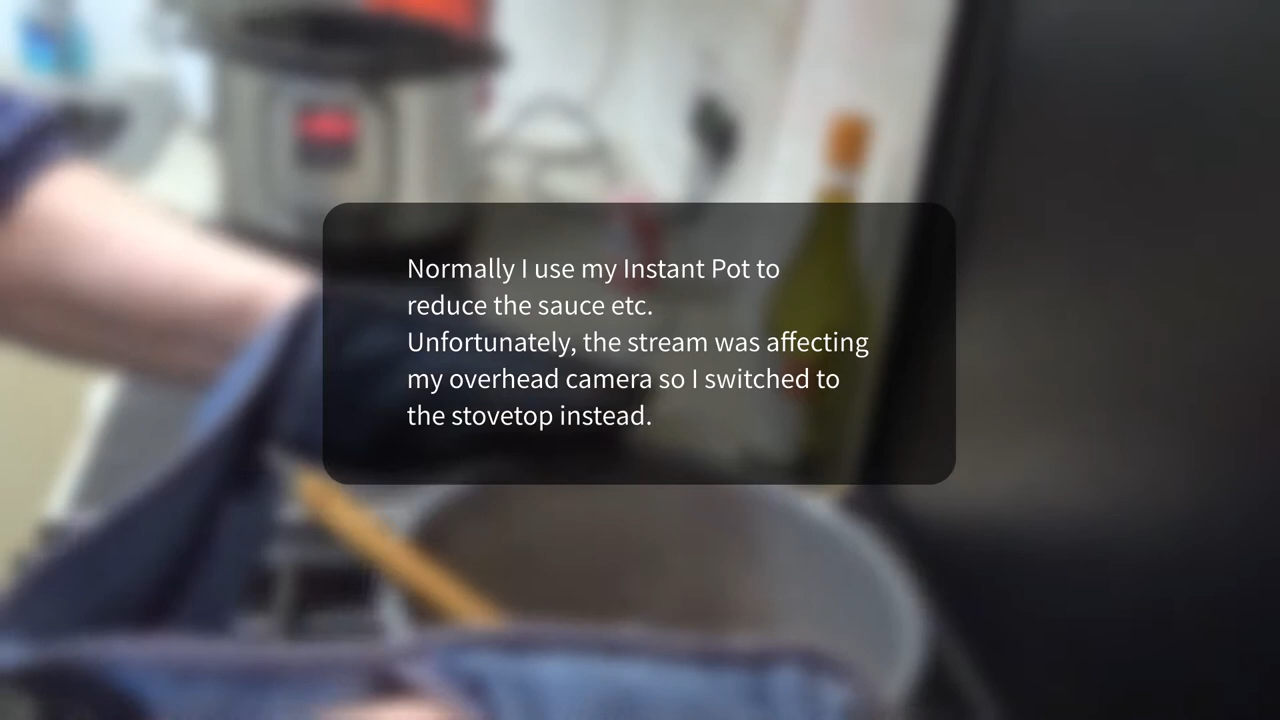 Normally I use my Instant Pot to
reduce the sauce etc.
Unfortunately, the stream was affecting
my overhead camera so I switched to
the stovetop instead.